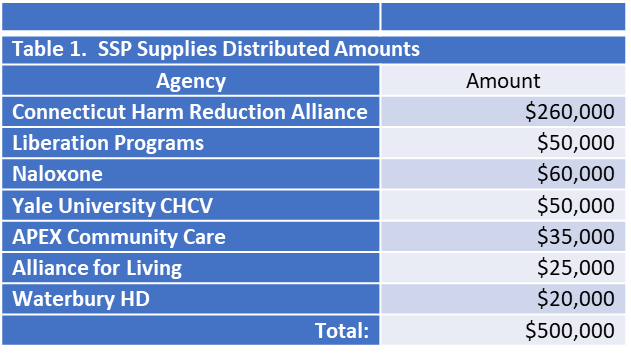 Table 1. SSP Supplies Distributed Amounts
Agency Amount
Connecticut Harm Reduction Alliance $260,000
Liberation Programs $50,000
Naloxone $60,000
Yale University CHCV $50,000
APEX Community Care $35,000
Alliance for Living $25,000
Waterbury HD $20,000
Total: $500,000